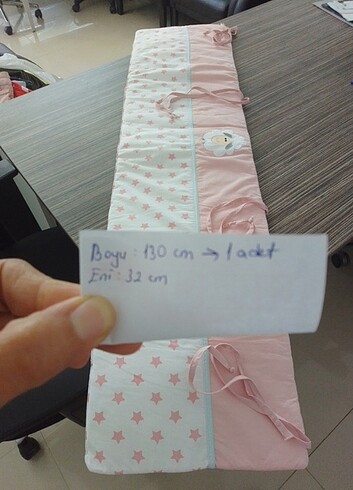 Boyu : 130 cm → 1 adet
Eni : 32 cm